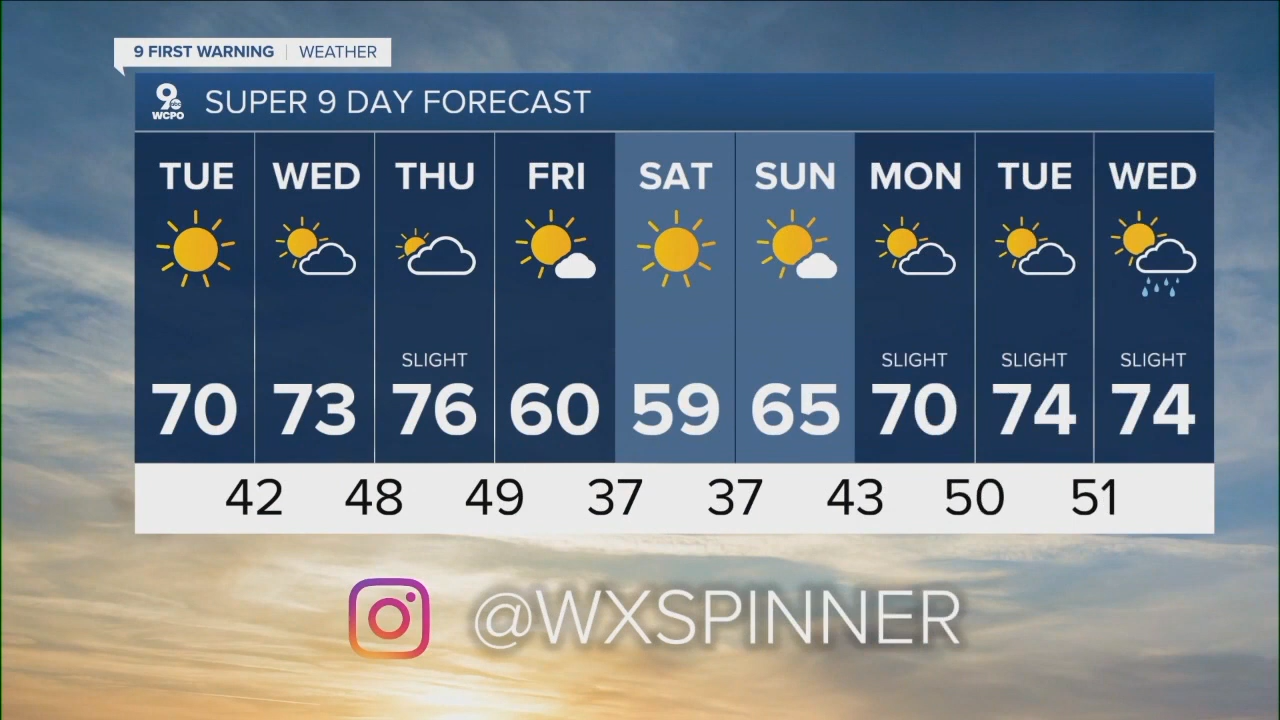 9 FIRST WARNING | WEATHER
9 abc
WCPO
SUPER 9 DAY FORECAST
TUE WED THU FRI SAT SUN MON TUE WED
SLIGHT SLIGHT SLIGHT SLIGHT
70 73 76 60 59 65 70 74 74
42 48 49 37 37 43 50 51
@WXSPINNER